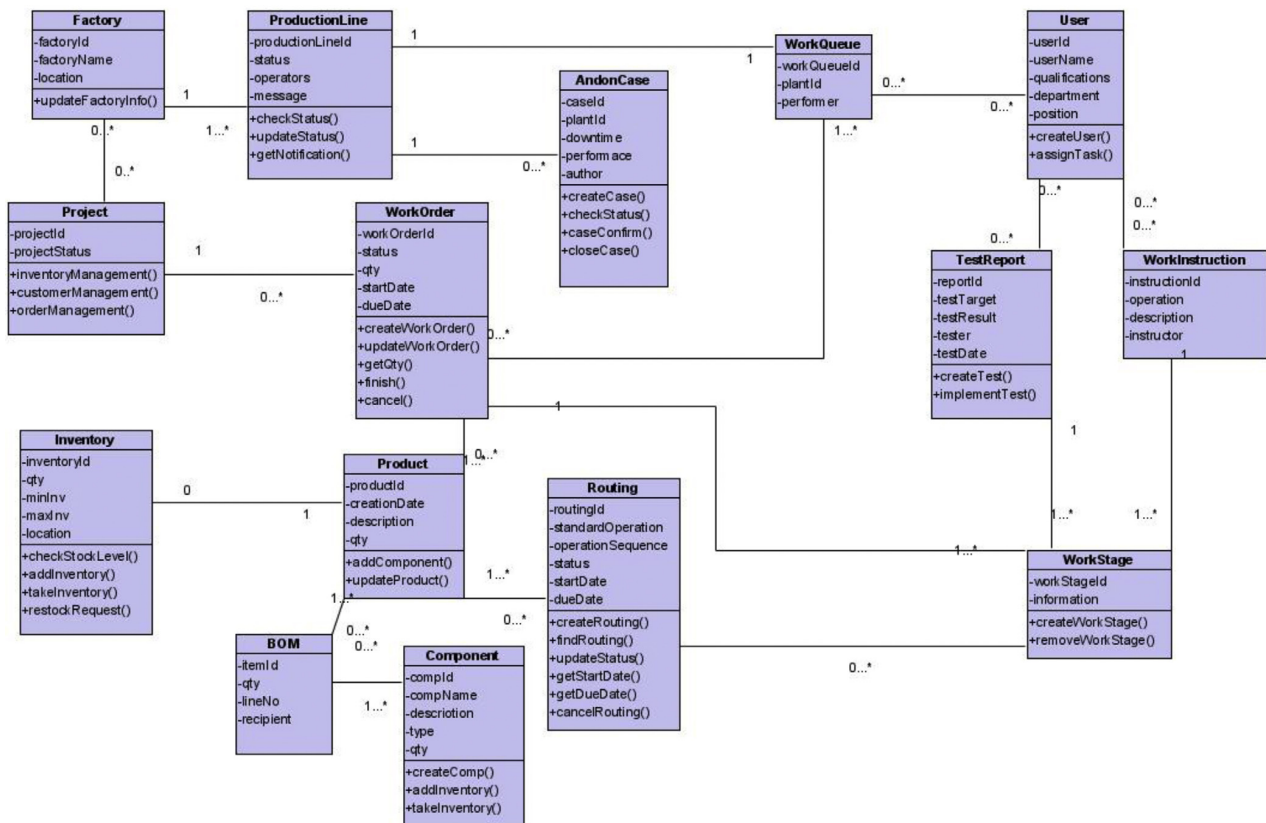 Factory
-factoryId
-factoryName
-location
+updateFactoryInfo()
ProductionLine
-productionLineId
-status
-operators
-message
+checkStatus()
+updateStatus()
+getNotification()
WorkQueue
-workQueueId
-plantId
-performer
User
-userId
-userName
-qualifications
-department
-position
+createUser()
+assignTask()
AndonCase
-caseId
-plantId
-downtime
-performace
-author
+createCase()
+checkStatus()
+caseConfirm()
+closeCase()
1
1
1
1...*
1
0...*
0...*
0...*
1...*
0...*
0..*
0...*
0...*
0...*
0...*
Project
-projectId
-projectStatus
+inventoryManagement()
+customerManagement()
+orderManagement()
1
0...*
WorkOrder
-workOrderId
-status
-qty
-startDate
-dueDate
+createWorkOrder()
+updateWorkOrder()
+getQty()
+finish()
+cancel()
0...*
1
0...*
1...*
TestReport
-reportId
-testTarget
-testResult
-tester
-testDate
+createTest()
+implementTest()
1
1...*
WorkInstruction
-instructionId
-operation
-description
-instructor
1
1...*
Inventory
-inventoryId
-qty
-minInv
-maxInv
-location
+checkStockLevel()
+addInventory()
+takeInventory()
+restockRequest()
0
1
Product
-productId
-creationDate
-description
-qty
+addComponent()
+updateProduct()
1...*
1...*
0...*
0...*
0...*
Routing
-routingId
-standardOperation
-operationSequence
-status
-startDate
-dueDate
+createRouting()
+findRouting()
+updateStatus()
+getStartDate()
+getDueDate()
+cancelRouting()
1...*
0...*
WorkStage
-workStageId
-information
+createWorkStage()
+removeWorkStage()
BOM
-itemId
-qty
-lineNo
-recipient
1...*
Component
-compId
-compName
-descriotion
-type
-qty
+createComp()
+addInventory()
+takeInventory()